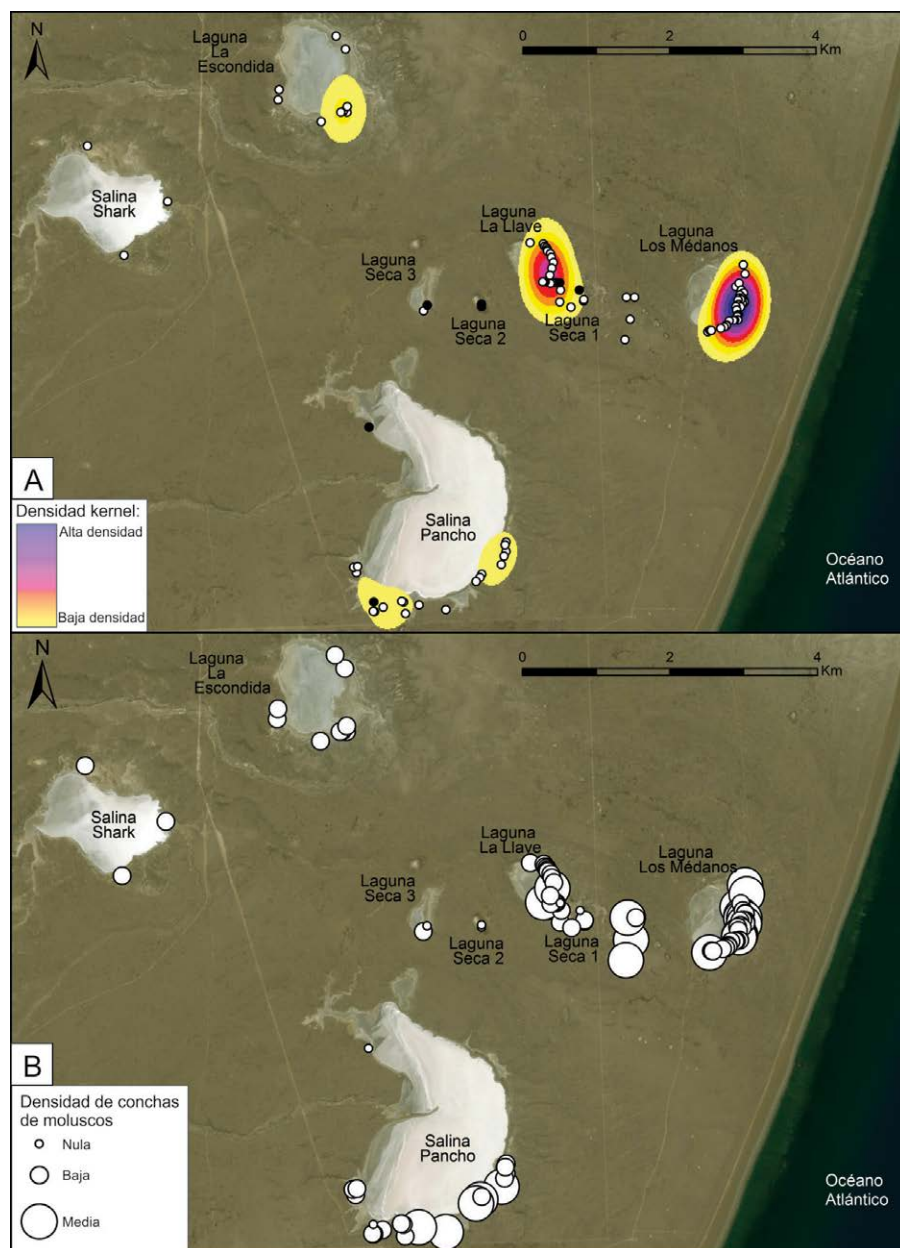 N
Laguna
La
Escondida
0 2 4
Km
Salina
Shark
Laguna
La Llave
Laguna
Los Médanos
Laguna
Seca 3
Laguna
Seca 2
Laguna
Seca 1
Salina
Pancho
Océano
Atlántico
A
Densidad kernel:
Alta densidad
Baja densidad
N
Laguna
La
Escondida
0 2 4
Km
Salina
Shark
Laguna
La Llave
Laguna
Los Médanos
Laguna
Seca 3
Laguna
Seca 2
Laguna
Seca 1
Salina
Pancho
Océano
Atlántico
B
Densidad de conchas
de moluscos
Nula
Baja
Media